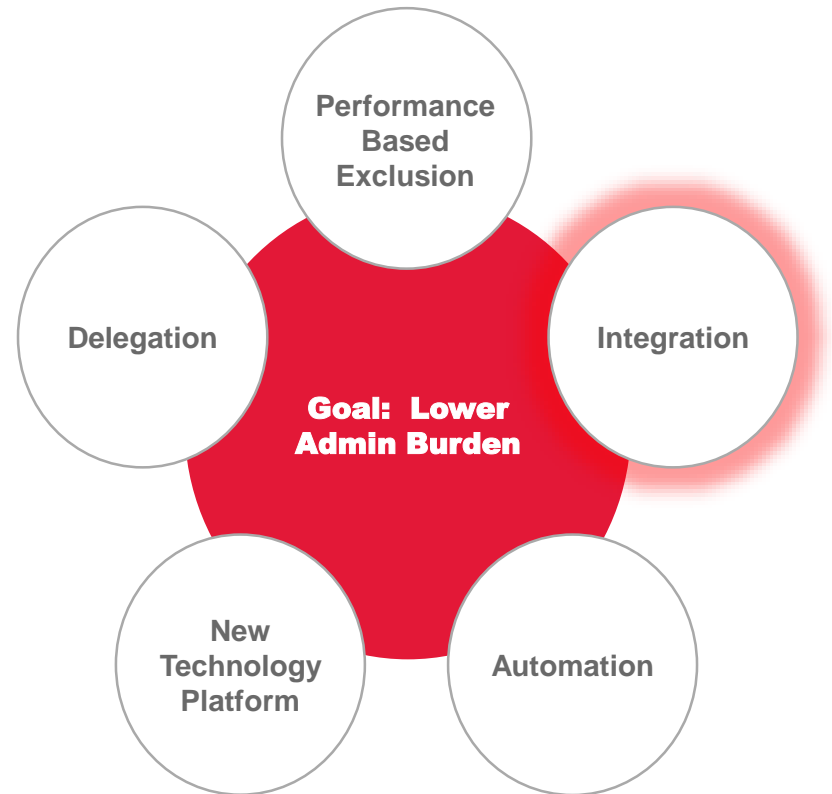 Performance
Based
Exclusion
Delegation
Integration
Goal:  Lower
Admin Burden
New
Technology
Platform
Automation